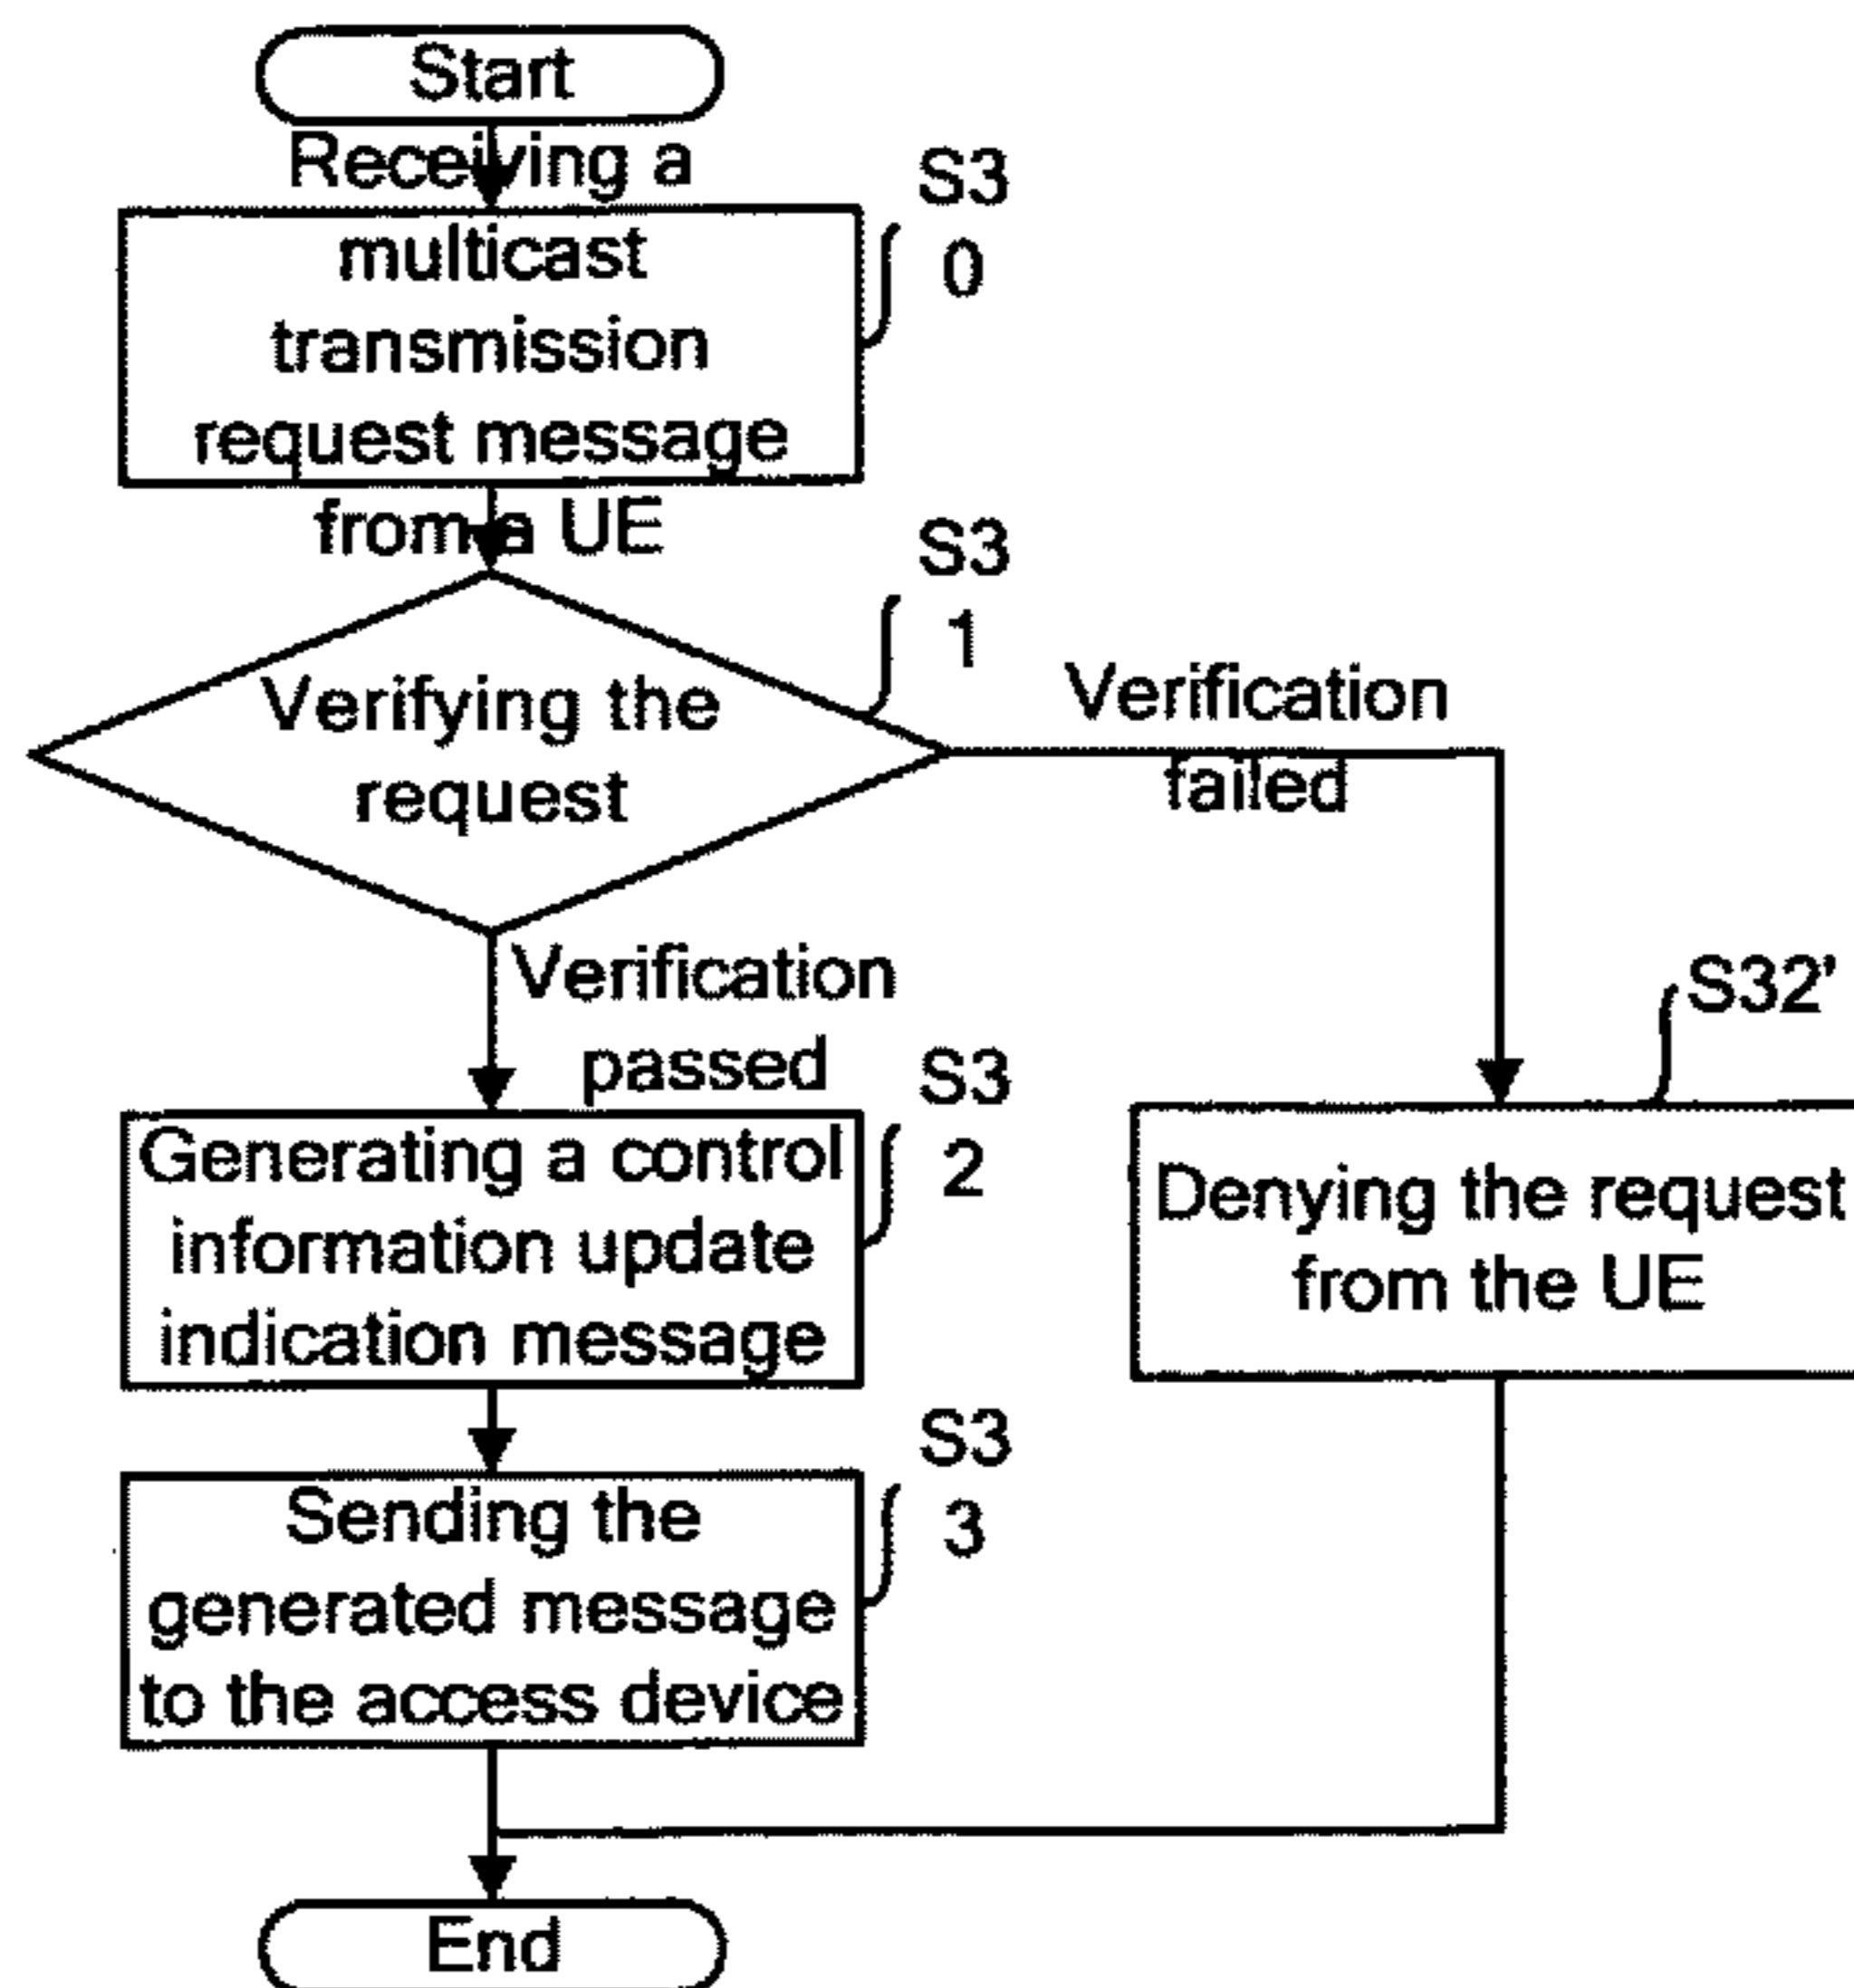 Start
Receiving a
multicast
transmission
request message
from a UE
S3
0
Verifying the
request
S3
1
Verification
failed
Verification
passed
Generating a control
information update
indication message
S3
2
Denying the request
from the UE
S32’
Sending the
generated message
to the access device
S3
3
End